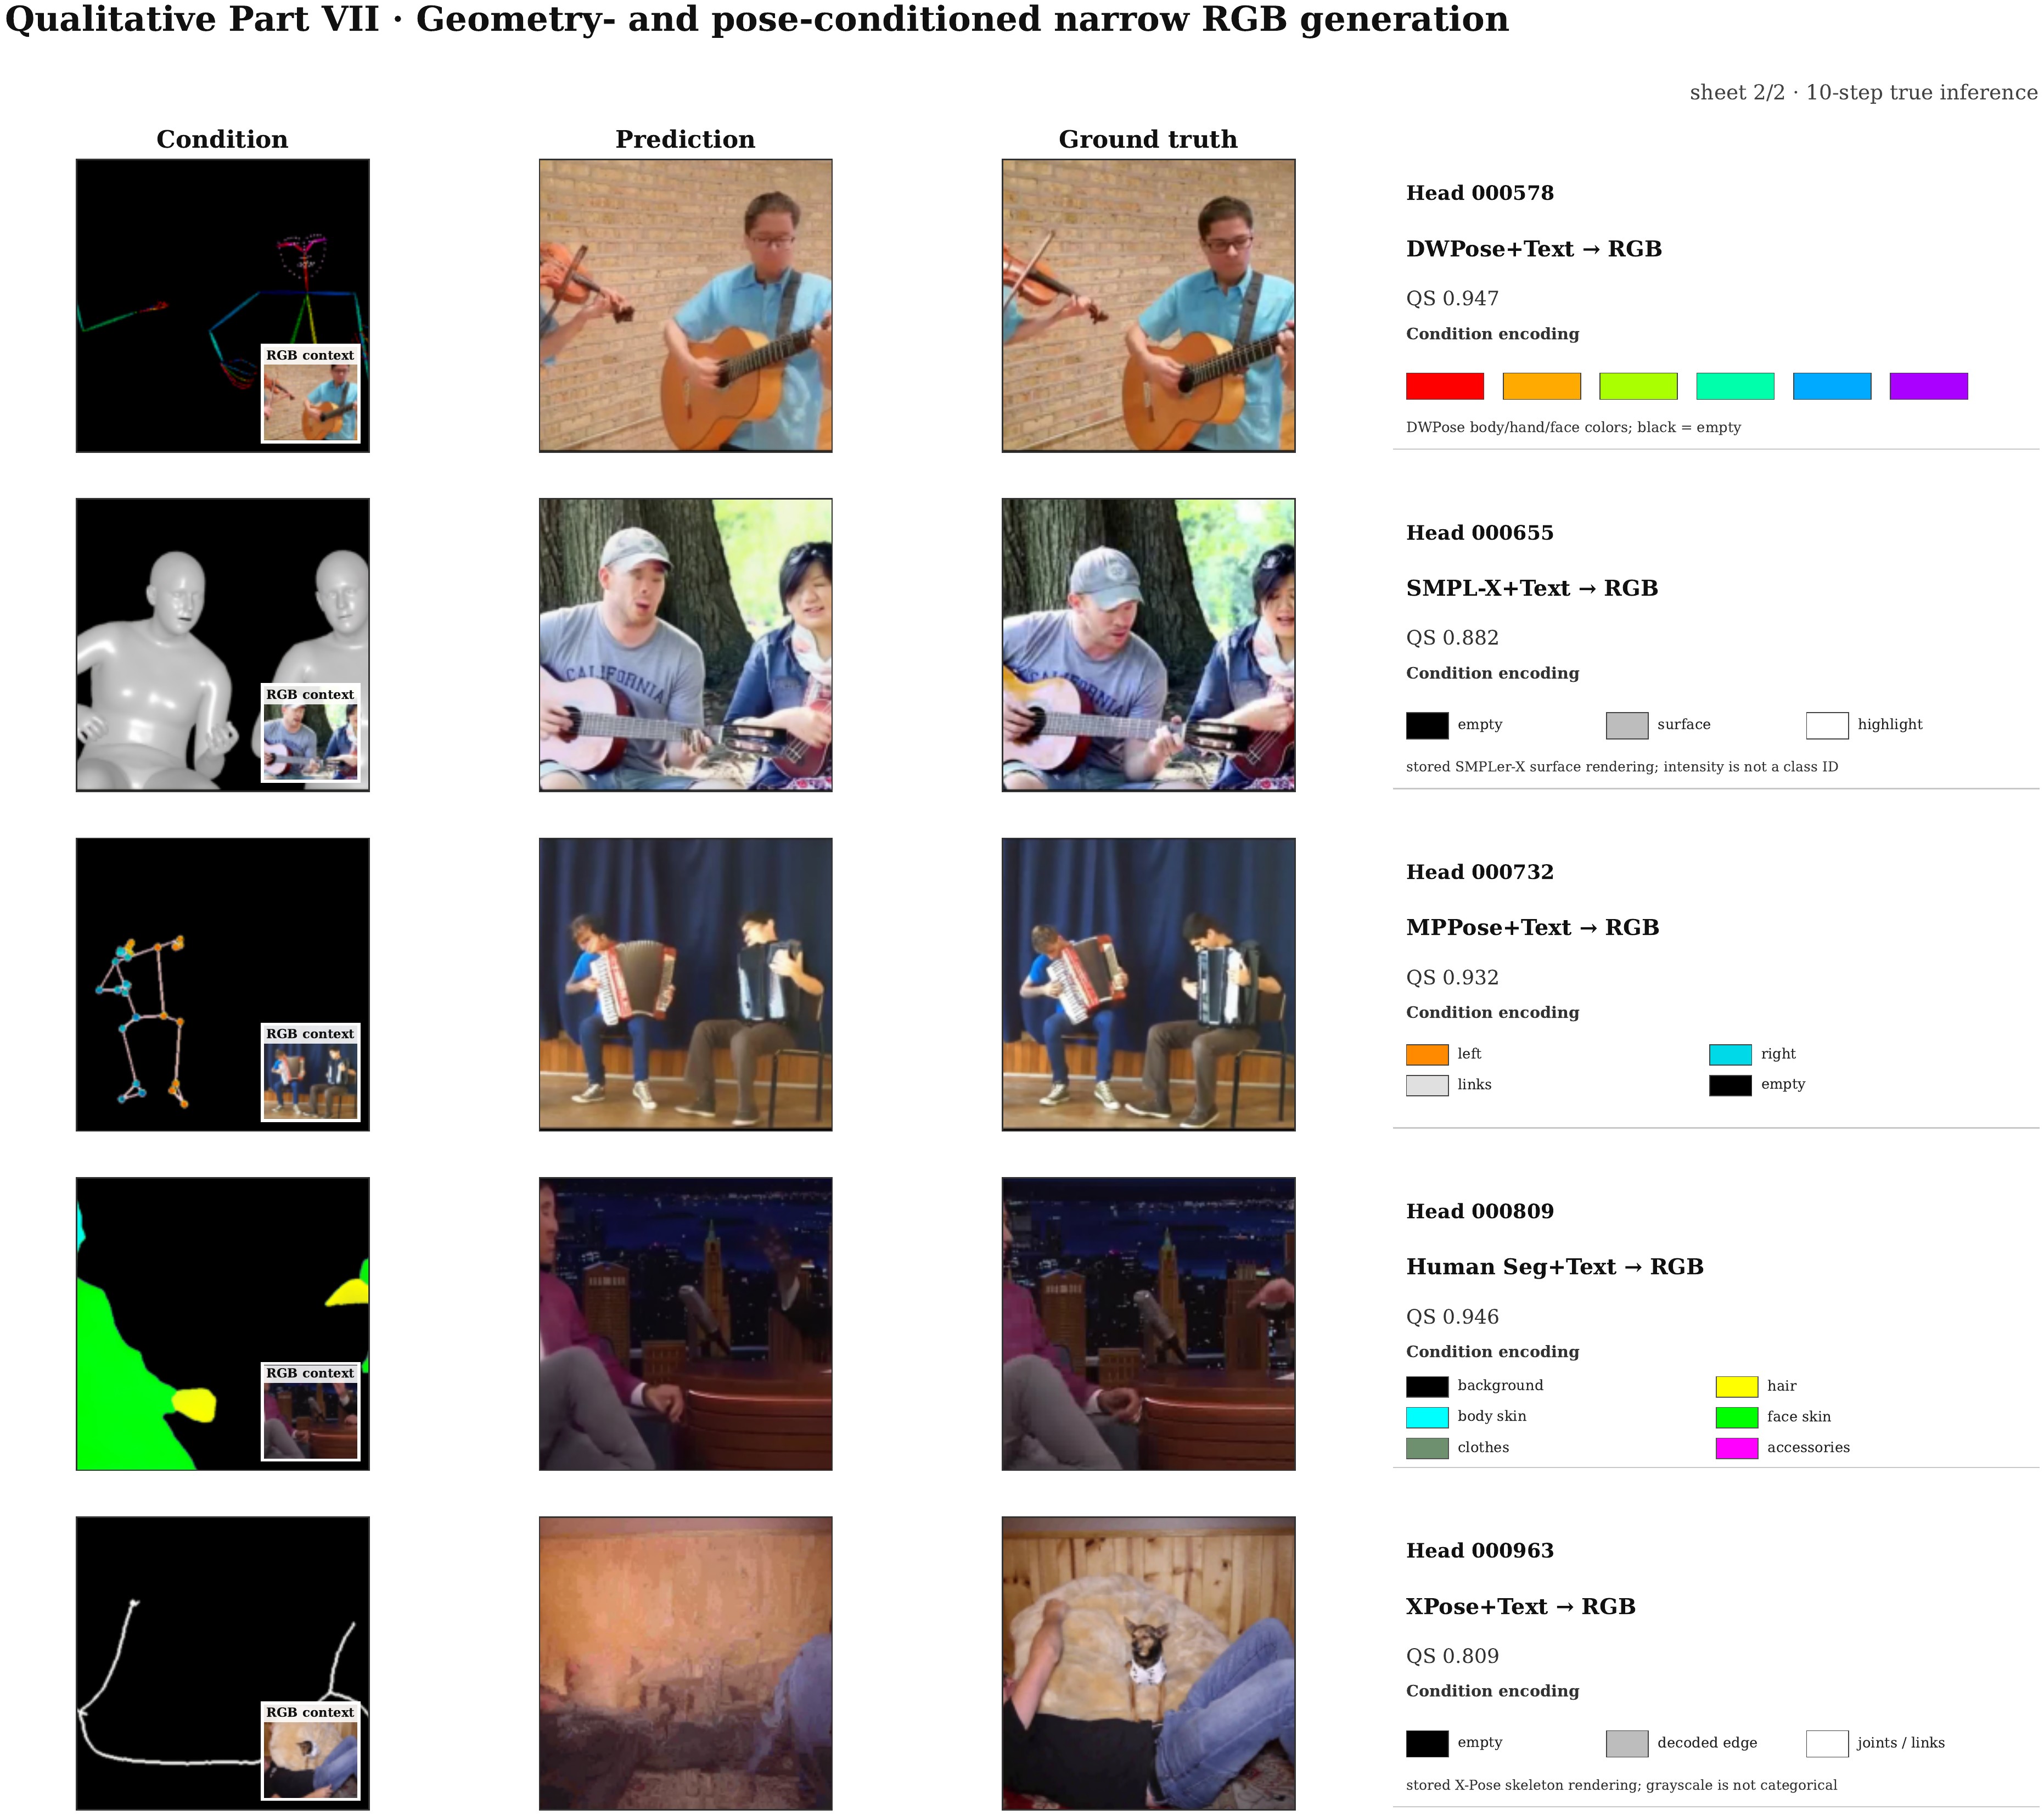 Qualitative Part VII · Geometry- and pose-conditioned narrow RGB generation
sheet 2/2 · 10-step true inference
Condition
Prediction
Ground truth
RGB context
Head 000578
DWPose+Text → RGB
QS 0.947
Condition encoding
DWPose body/hand/face colors; black = empty
RGB context
CALIFORNIA
CALIFORNIA
Head 000655
SMPL-X+Text → RGB
QS 0.882
Condition encoding
empty
surface
highlight
stored SMPLer-X surface rendering; intensity is not a class ID
RGB context
Head 000732
MPPose+Text → RGB
QS 0.932
Condition encoding
left
right
links
empty
RGB context
Head 000809
Human Seg+Text → RGB
QS 0.946
Condition encoding
background
hair
body skin
face skin
clothes
accessories
RGB context
Head 000963
XPose+Text → RGB
QS 0.809
Condition encoding
empty
decoded edge
joints / links
stored X-Pose skeleton rendering; grayscale is not categorical